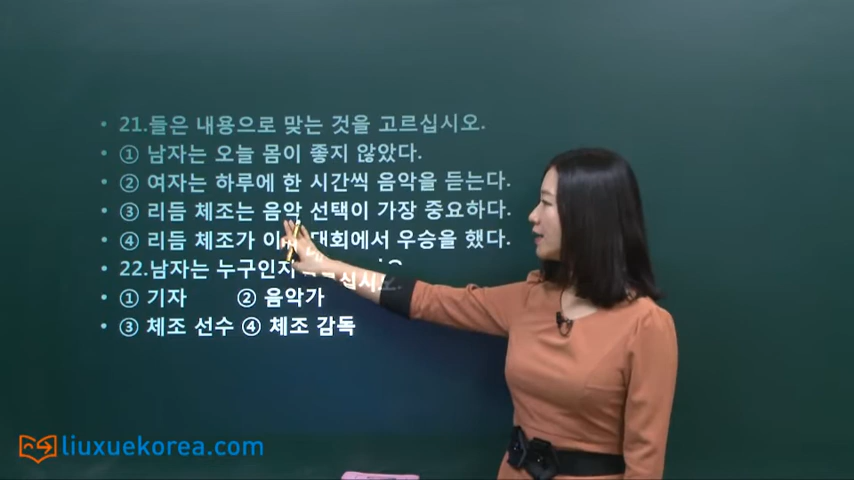 • 21.들은 내용으로 맞는 것을 고르십시오.
• ① 남자는 오늘 몸이 좋지 않았다.
• ② 여자는 하루에 한 시간씩 음악을 듣는다.
• ③ 리듬 체조는 음악 선택이 가장 중요하다.
• ④ 리듬 체조가 대회에서 우승을 했다.
• 22.남자는 누구인지 고르십시오.
• ① 기자 ② 음악가
• ③ 체조 선수 ④ 체조 감독
liuxuekorea.com